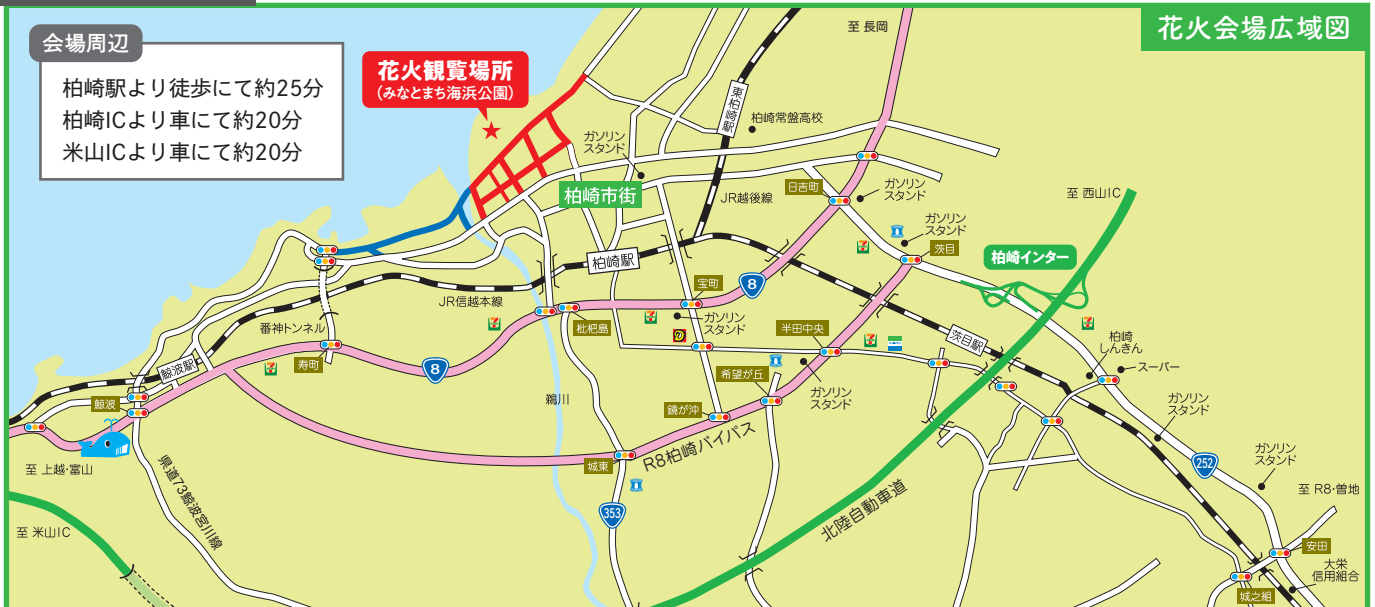 花火会場広域図
会場周辺
柏崎駅より徒歩にて約25分
柏崎ICより車にて約20分
米山ICより車にて約20分
花火観覧場所
(みなとまち海浜公園)
至 長岡
東柏崎駅
柏崎常盤高校
ガソリン
スタンド
柏崎市街
日吉町
ガソリン
スタンド
JR越後線
至 西山IC
ガソリン
スタンド
茨目
柏崎インター
柏崎駅
宝町
8
JR信越本線
番神トンネル
枇杷島
ガソリン
スタンド
半田中央
茨目駅
柏崎
しんきん
スーパー
鯨波駅
寿町
8
希望が丘
ガソリン
スタンド
鯨波
鵜川
鏡が沖
ガソリン
スタンド
R8柏崎バイパス
城東
至 上越・富山
県道73鯨波宮川線
353
252
ガソリン
スタンド
至 R8・曽地
北陸自動車道
至 米山IC
安田
大栄
信用組合
城之組